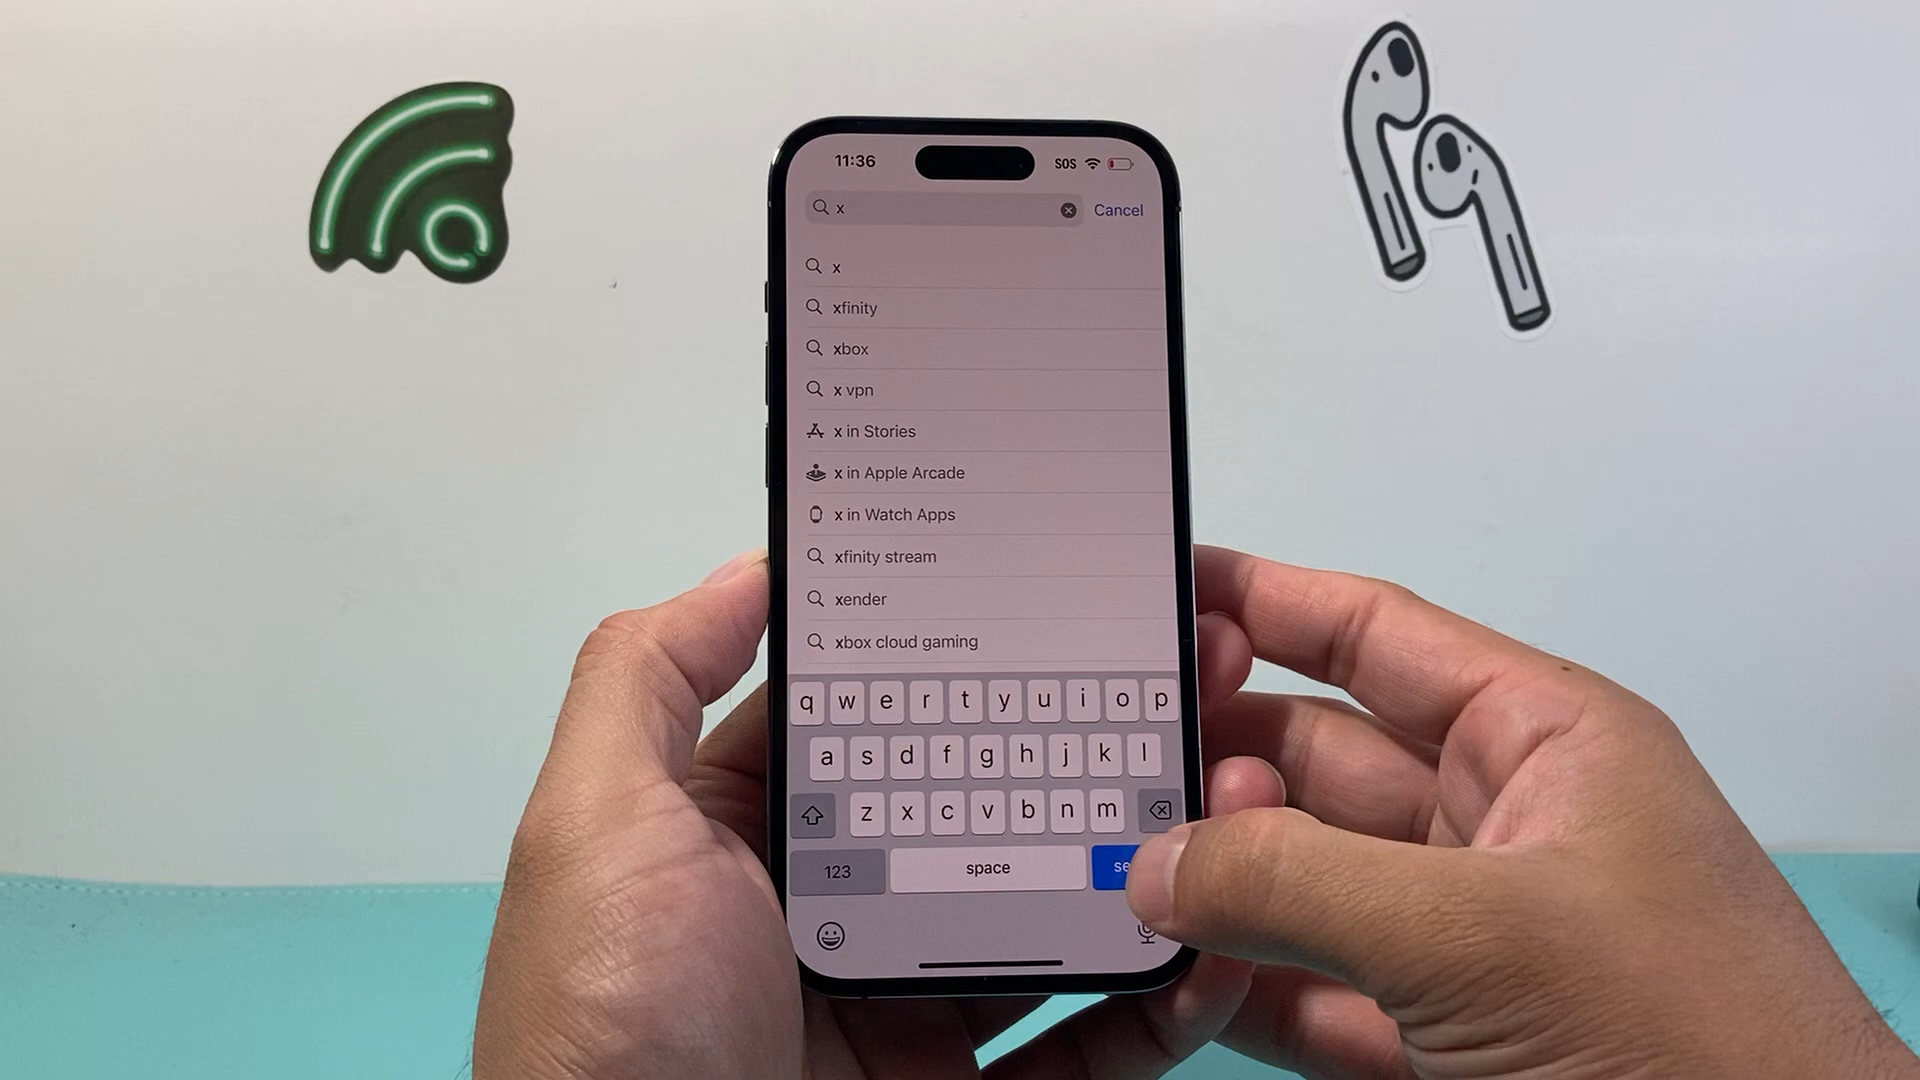 11:36
SOS
x
Cancel
x
xfinity
xbox
x vpn
x in Stories
x in Apple Arcade
x in Watch Apps
xfinity stream
xender
xbox cloud gaming
q w e r t y u i o p
a s d f g h j k l
z x c v b n m
123
space